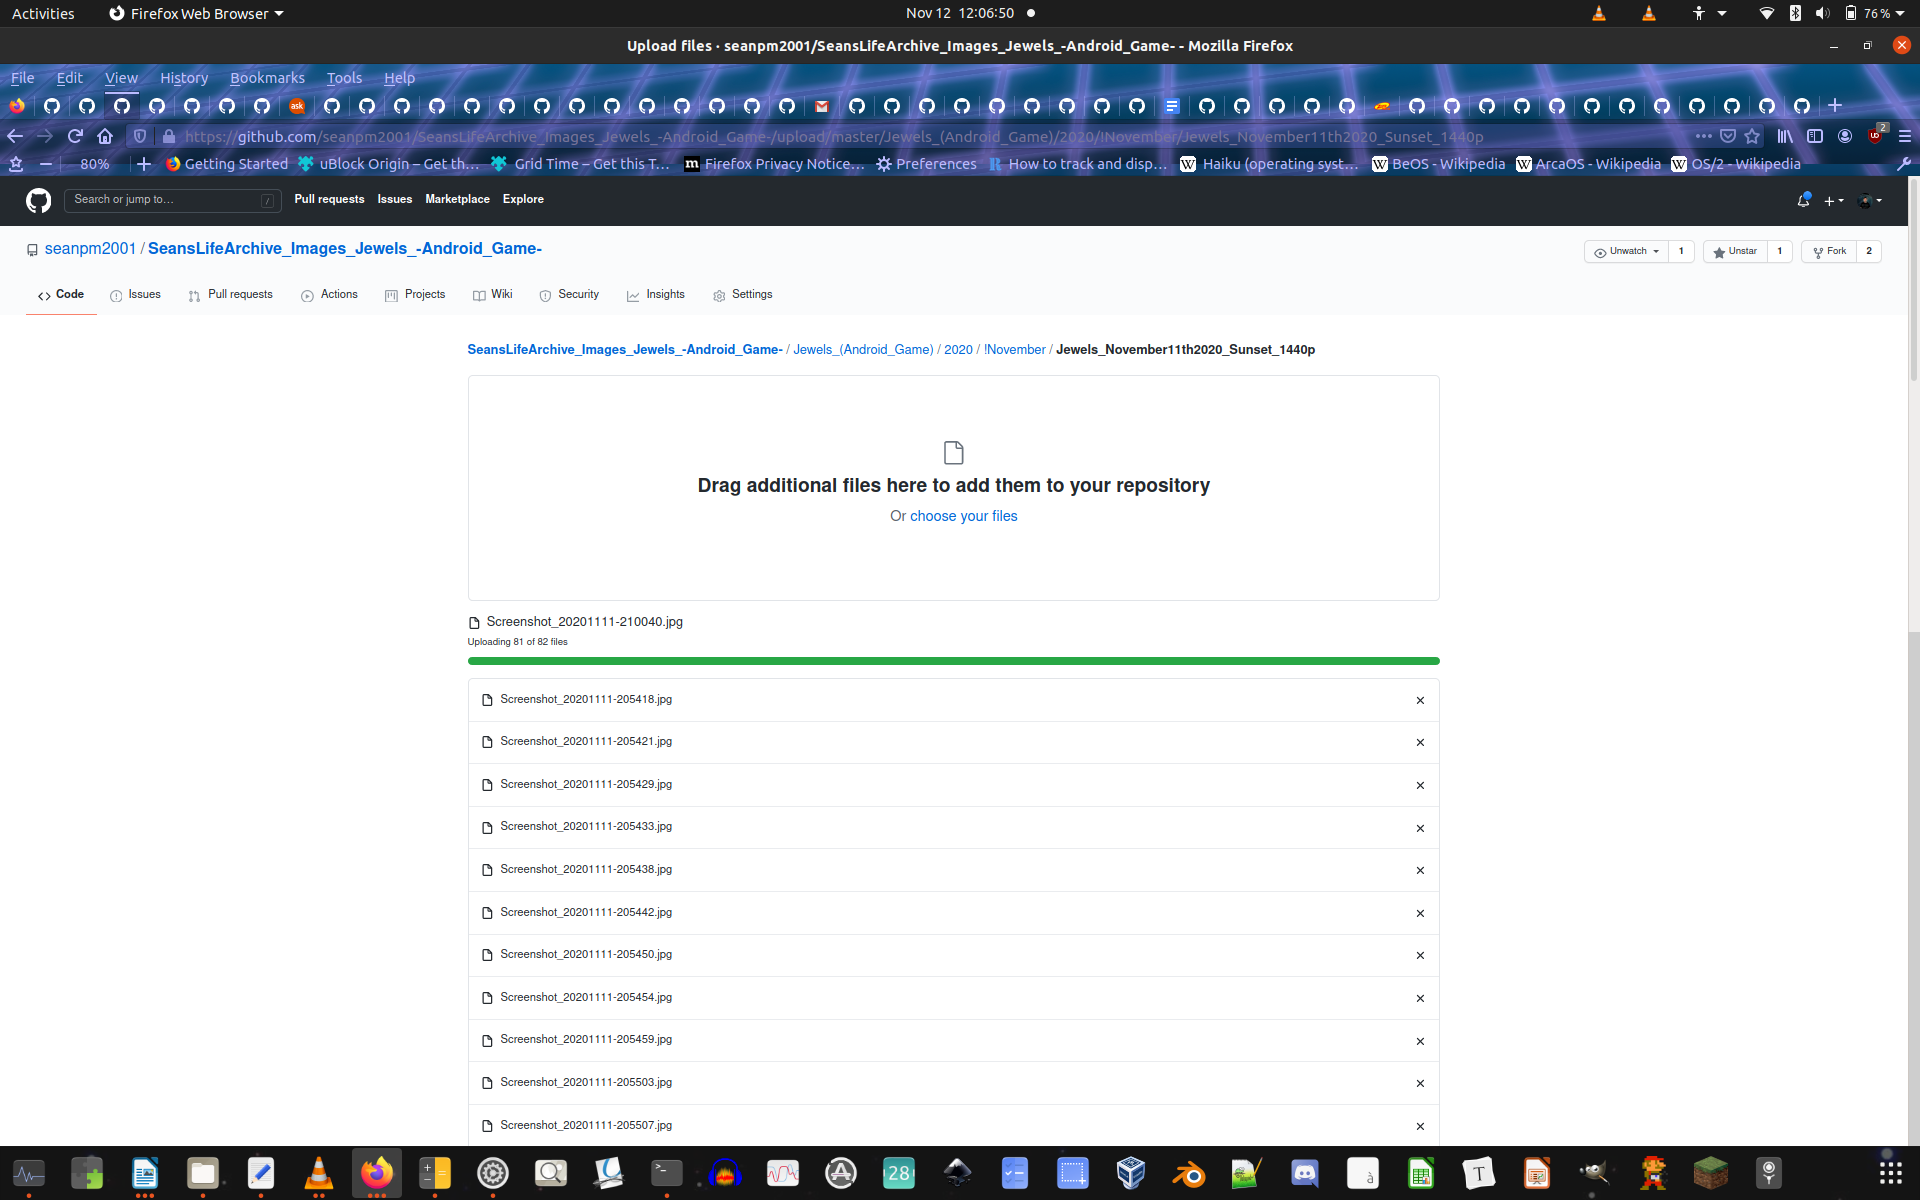 Activities Firefox Web Browser Nov 12 12:06:50 76%
Upload files · seanpm2001/SeansLifeArchive_Images_Jewels_-Android_Game- - Mozilla Firefox
File Edit View History Bookmarks Tools Help
ask
https://github.com/seanpm2001/SeansLifeArchive_Images_Jewels_-Android_Game-/upload/master/Jewels_(Android_Game)/2020/!November/Jewels_November11th2020_Sunset_1440p 2
80% Getting Started uBlock Origin – Get th… Grid Time – Get this T… Firefox Privacy Notice… Preferences How to track and disp… Haiku (operating syst… BeOS - Wikipedia ArcaOS - Wikipedia OS/2 - Wikipedia
Search or jump to… / Pull requests Issues Marketplace Explore
seanpm2001 / SeansLifeArchive_Images_Jewels_-Android_Game- Unwatch 1 Unstar 1 Fork 2
Code Issues Pull requests Actions Projects Wiki Security Insights Settings
SeansLifeArchive_Images_Jewels_-Android_Game- / Jewels_(Android_Game) / 2020 / !November / Jewels_November11th2020_Sunset_1440p
Drag additional files here to add them to your repository
Or choose your files
Screenshot_20201111-210040.jpg
Uploading 81 of 82 files
Screenshot_20201111-205418.jpg
Screenshot_20201111-205421.jpg
Screenshot_20201111-205429.jpg
Screenshot_20201111-205433.jpg
Screenshot_20201111-205438.jpg
Screenshot_20201111-205442.jpg
Screenshot_20201111-205450.jpg
Screenshot_20201111-205454.jpg
Screenshot_20201111-205459.jpg
Screenshot_20201111-205503.jpg
Screenshot_20201111-205507.jpg
28 à T